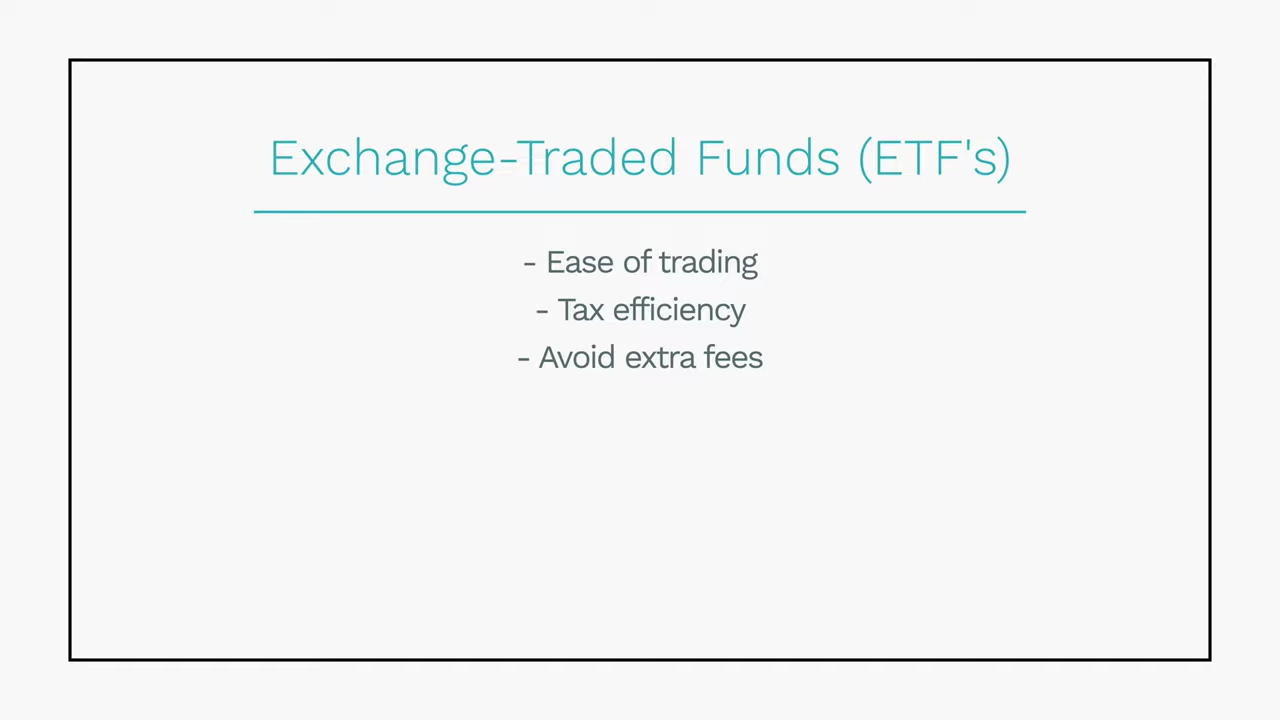 Exchange-Traded Funds (ETF's)
- Ease of trading
- Tax efficiency
- Avoid extra fees